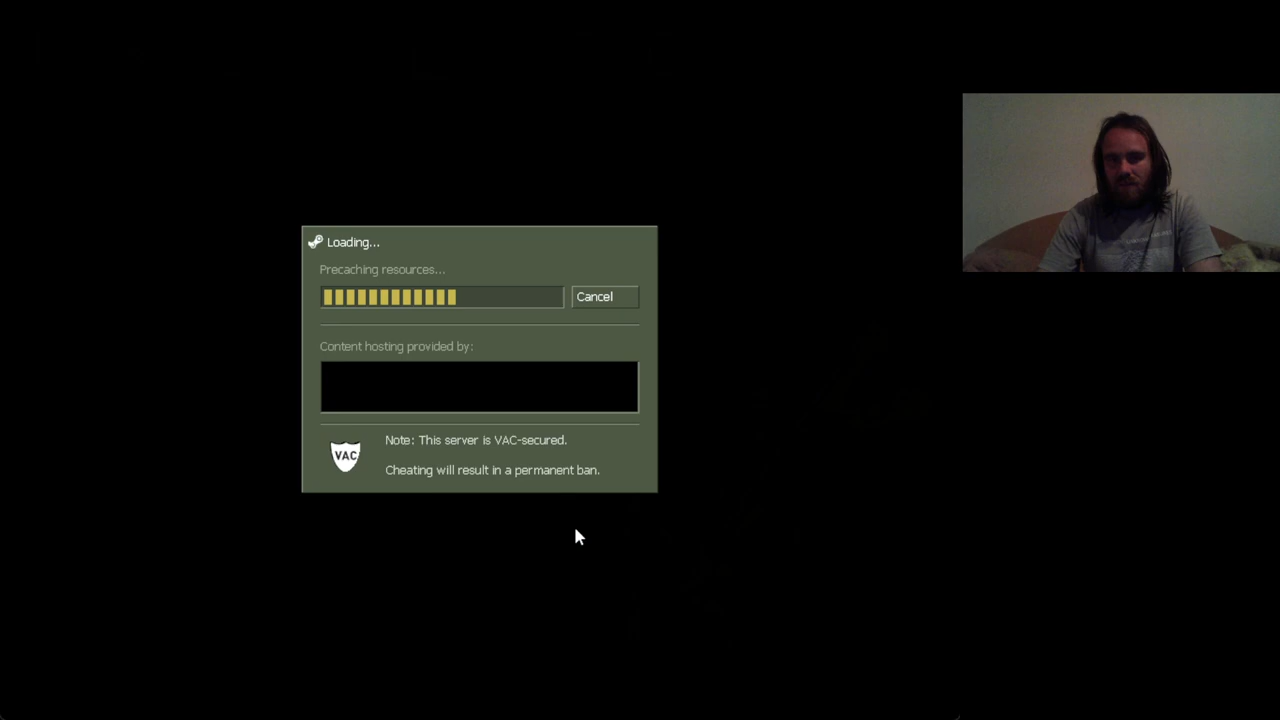 Loading...
Precaching resources...
Cancel
Content hosting provided by:
VAC
Note: This server is VAC-secured.
Cheating will result in a permanent ban.